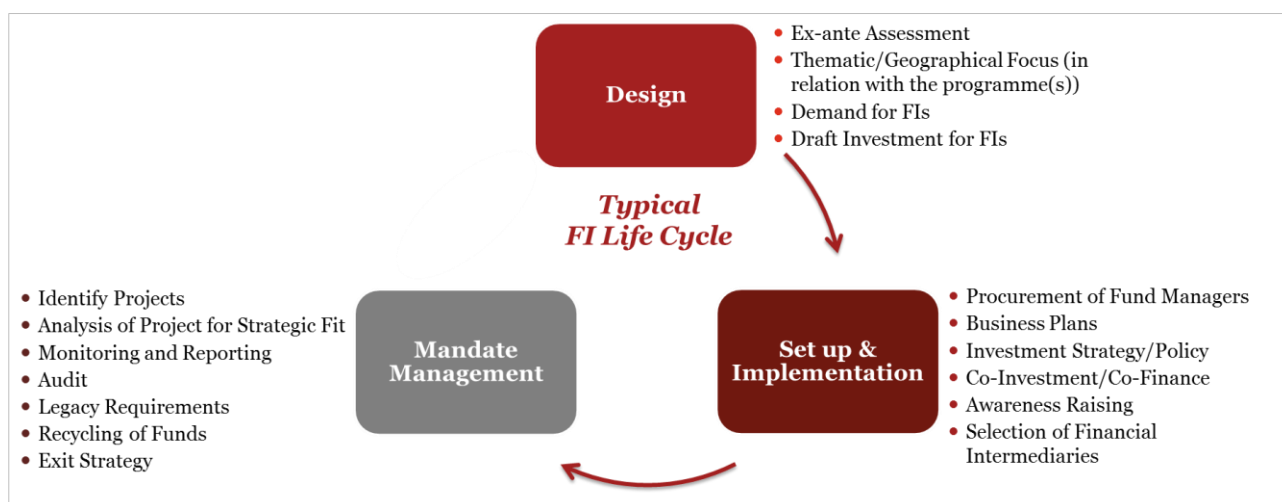 Design
• Ex-ante Assessment
• Thematic/Geographical Focus (in
relation with the programme(s))
• Demand for FIs
• Draft Investment for FIs
Typical
FI Life Cycle
• Identify Projects
• Analysis of Project for Strategic Fit
• Monitoring and Reporting
• Audit
• Legacy Requirements
• Recycling of Funds
• Exit Strategy
Mandate
Management
Set up &
Implementation
• Procurement of Fund Managers
• Business Plans
• Investment Strategy/Policy
• Co-Investment/Co-Finance
• Awareness Raising
• Selection of Financial
Intermediaries